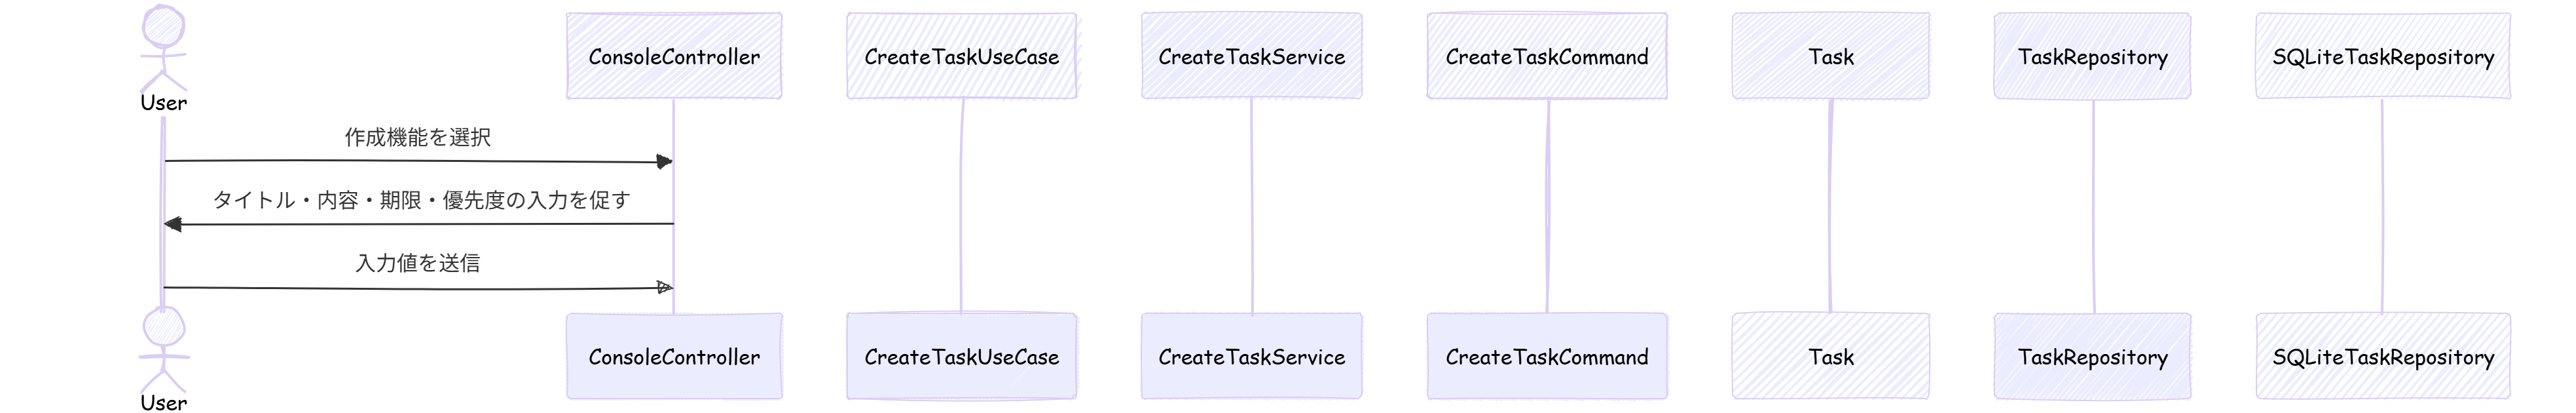 ConsoleController
CreateTaskUseCase
CreateTaskService
CreateTaskCommand
Task
TaskRepository
SQLiteTaskRepository
User
作成機能を選択
タイトル・内容・期限・優先度の入力を促す
入力値を送信
ConsoleController
CreateTaskUseCase
CreateTaskService
CreateTaskCommand
Task
TaskRepository
SQLiteTaskRepository
User